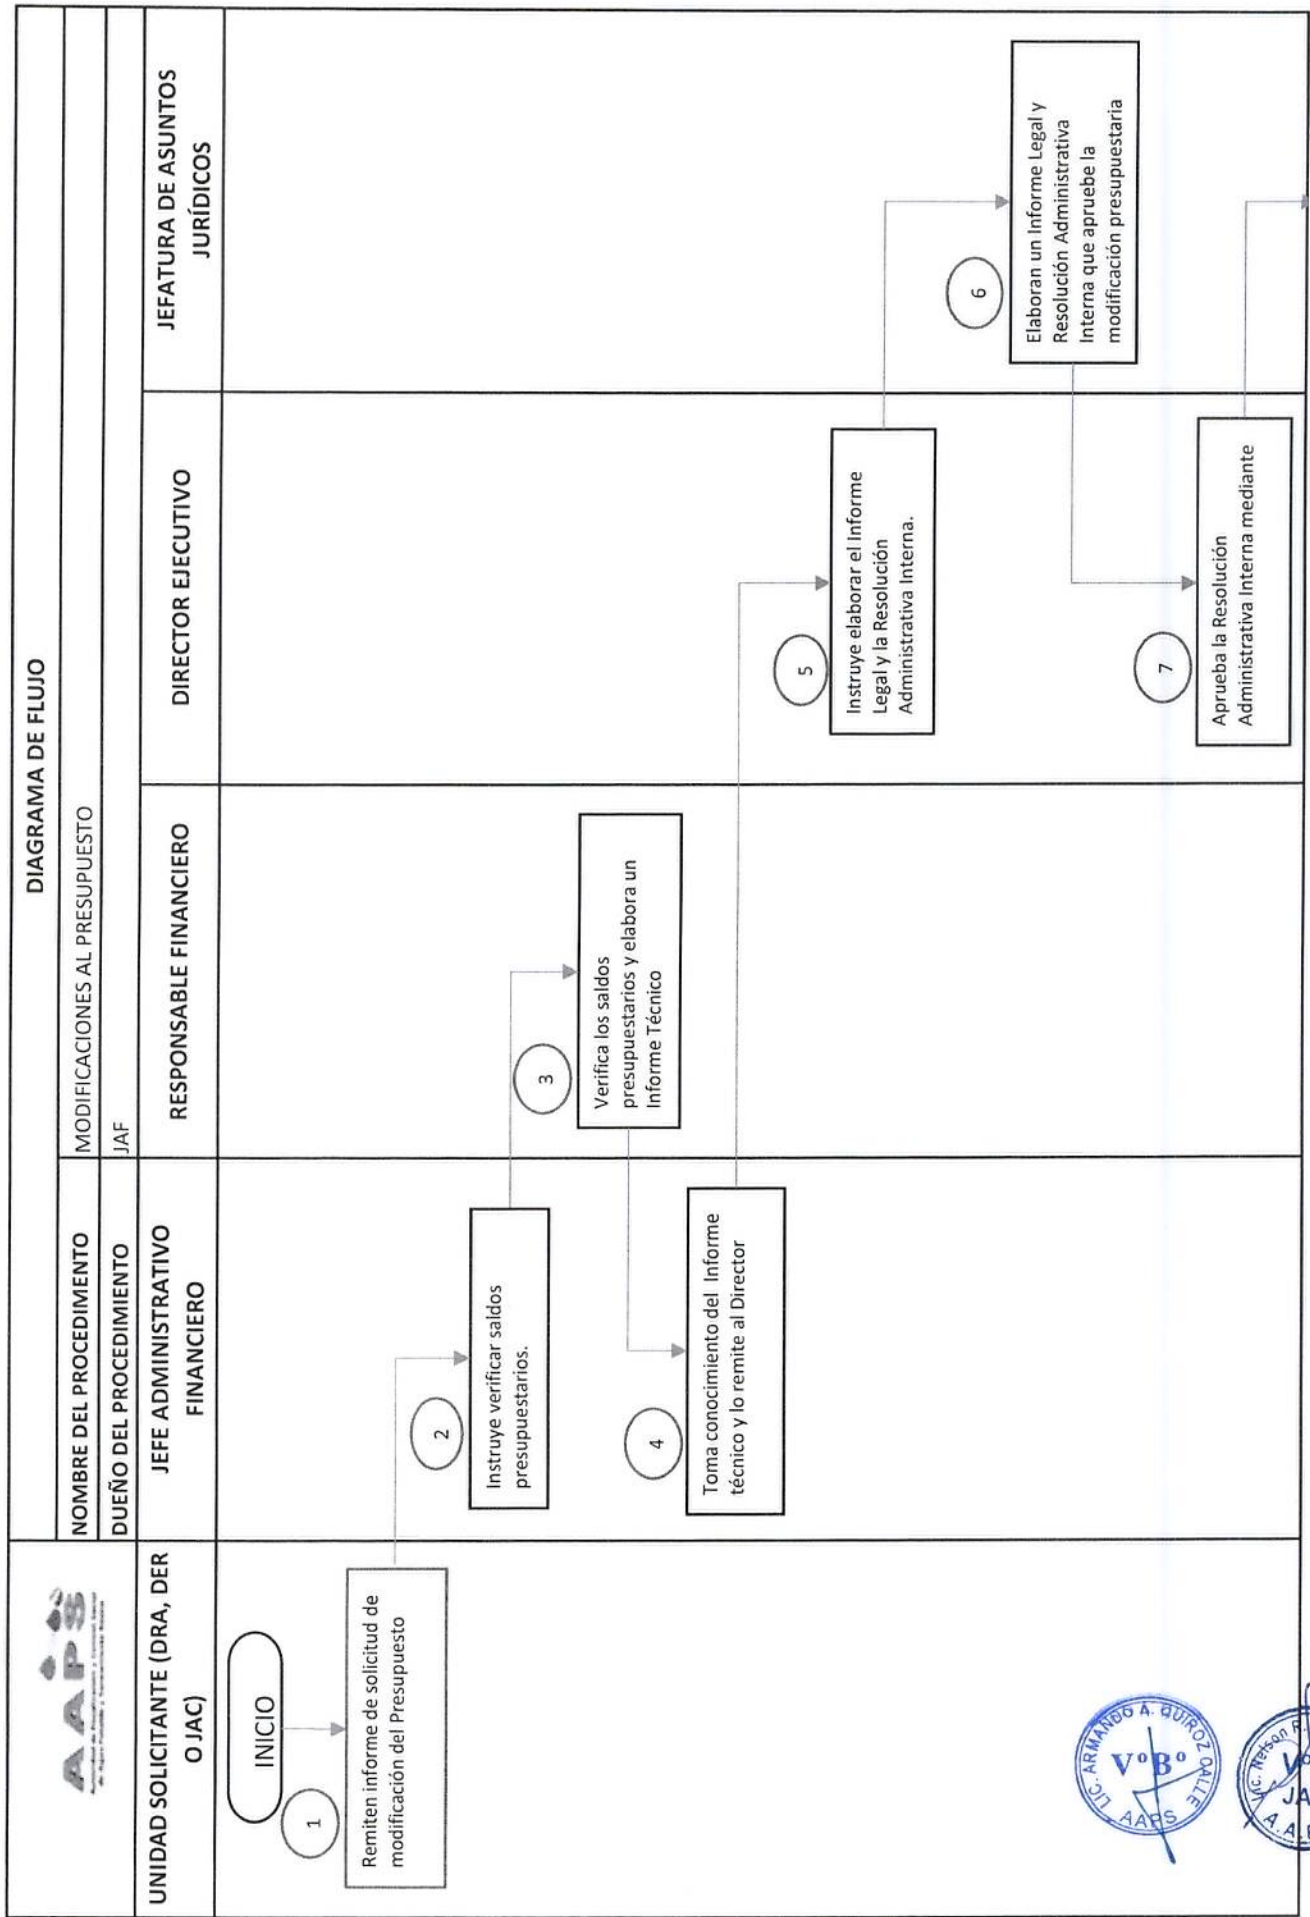 DIAGRAMA DE FLUJO
AAPS
NOMBRE DEL PROCEDIMIENTO
MODIFICACIONES AL PRESUPUESTO
DUEÑO DEL PROCEDIMIENTO
JAF
UNIDAD SOLICITANTE (DRA, DER
O JAC)
JEFE ADMINISTRATIVO
FINANCIERO
RESPONSABLE FINANCIERO
DIRECTOR EJECUTIVO
JEFATURA DE ASUNTOS
JURÍDICOS
INICIO
1
Remiten informe de solicitud de
modificación del Presupuesto
2
Instruye verificar saldos
presupuestarios.
3
Verifica los saldos
presupuestarios y elabora un
Informe Técnico
4
Toma conocimiento del Informe
técnico y lo remite al Director
5
Instruye elaborar el Informe
Legal y la Resolución
Administrativa Interna.
6
Elaboran un Informe Legal y
Resolución Administrativa
Interna que apruebe la
modificación presupuestaria
7
Aprueba la Resolución
Administrativa Interna mediante
LIC. ARMANDO A. QUIROZ CALLE
VºBº
AAPS
Lic. Nelson R.